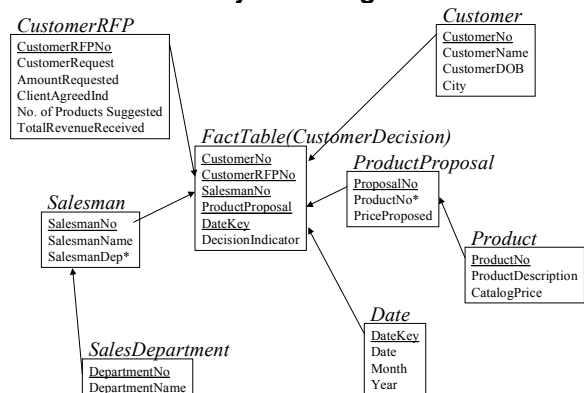 CustomerRFP
CustomerRFPNo
CustomerRequest
AmountRequested
ClientAgreedInd
No. of Products Suggested
TotalRevenueReceived
Customer
CustomerNo
CustomerName
CustomerDOB
City
FactTable(CustomerDecision)
CustomerNo
CustomerRFPNo
SalesmanNo
ProductProposal
DateKey
DecisionIndicator
ProductProposal
ProposalNo
ProductNo*
PriceProposed
Salesman
SalesmanNo
SalesmanName
SalesmanDep*
Product
ProductNo
ProductDescription
CatalogPrice
Date
DateKey
Date
Month
Year
SalesDepartment
DepartmentNo
DepartmentName